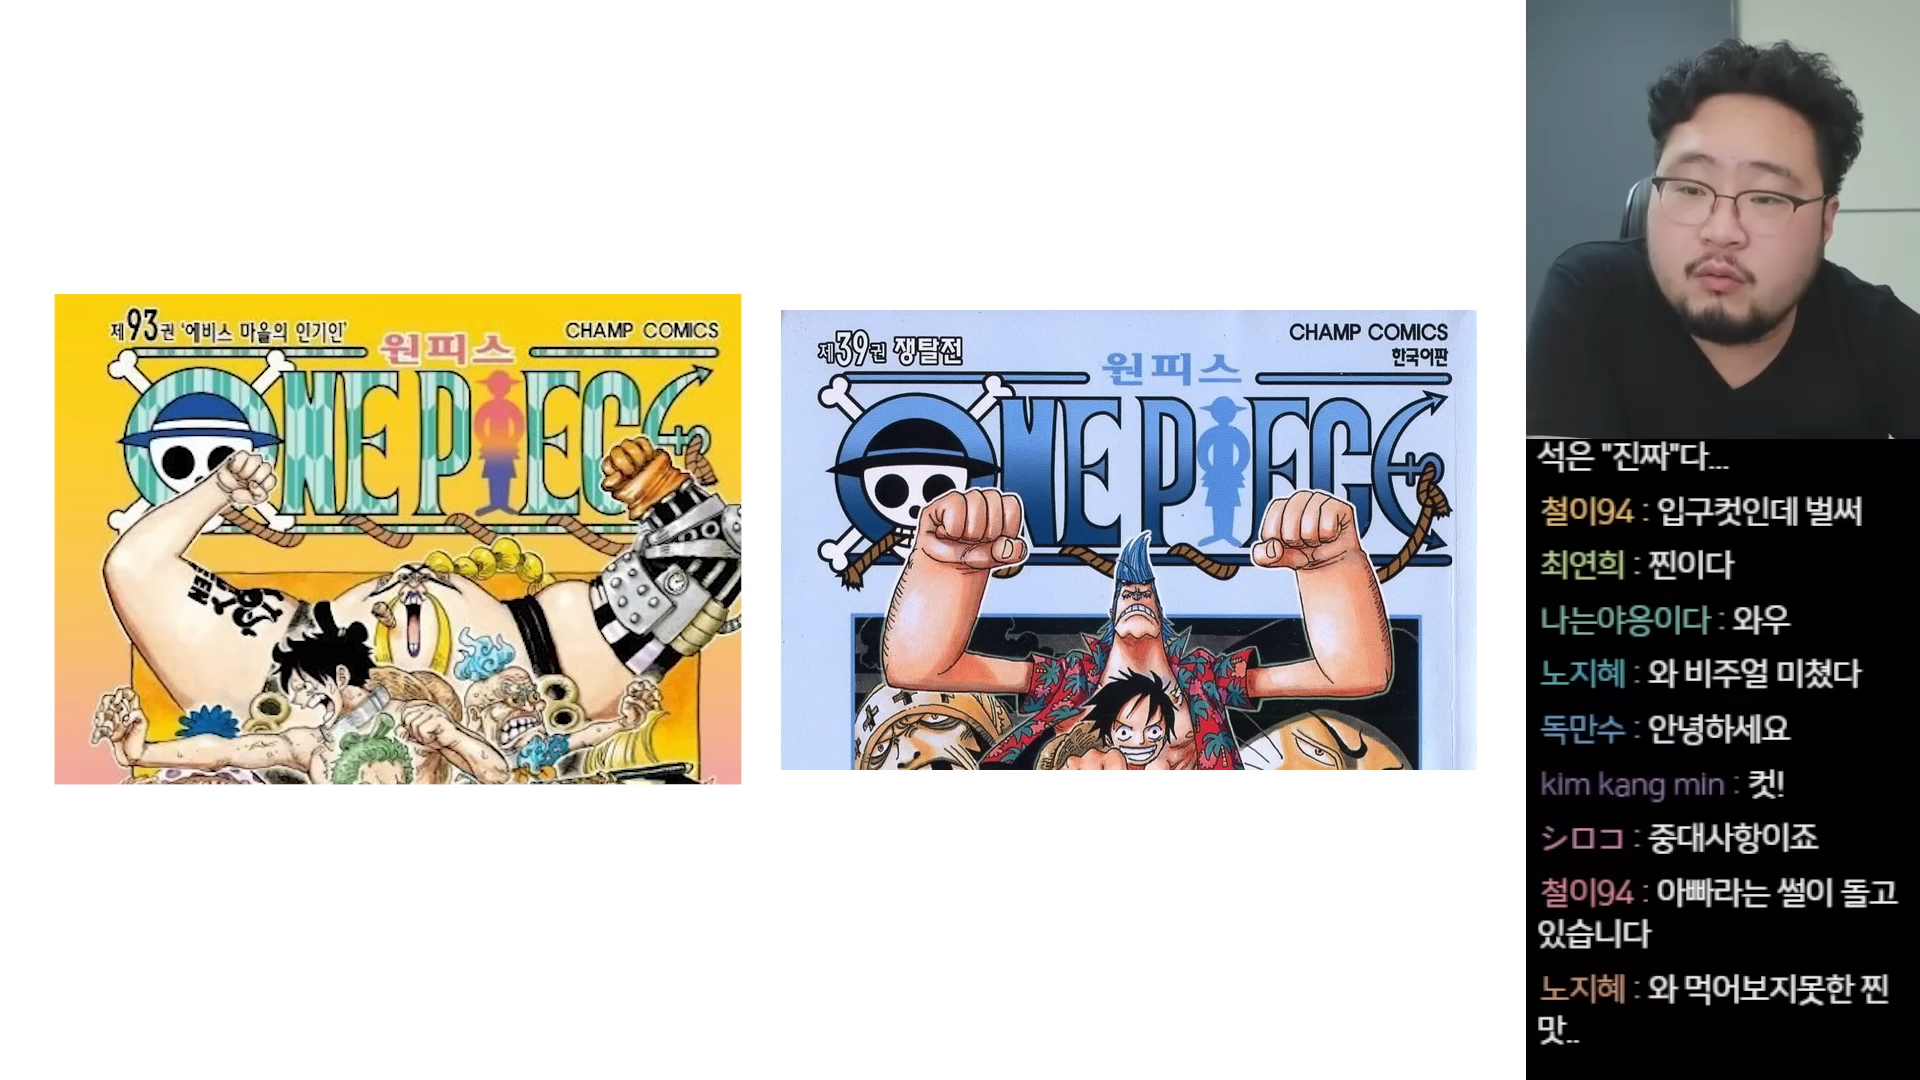 제93권 '에비스 마을의 인기인'
CHAMP COMICS
원피스
ONE PIECE
제39권 쟁탈전
CHAMP COMICS
한국어판
원피스
ONE PIECE
석은 "진짜"다...
철이94 : 입구컷인데 벌써
최연희 : 찐이다
나는야옹이다 : 와우
노지혜 : 와 비주얼 미쳤다
독만수 : 안녕하세요
kim kang min : 컷!
シロコ : 중대사항이죠
철이94 : 아빠라는 썰이 돌고
있습니다
노지혜 : 와 먹어보지못한 찐
맛..